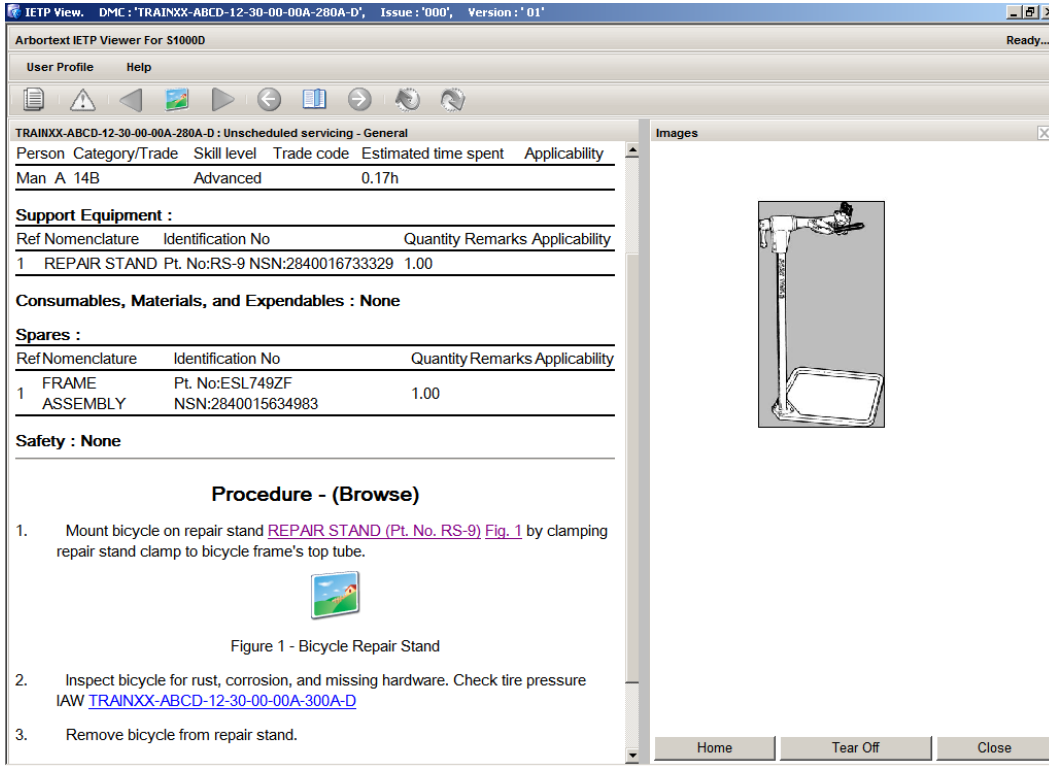 IETP View. DMC : 'TRAINXX-ABCD-12-30-00-00A-280A-D', Issue : '000', Version : ' 01'
Arbortext IETP Viewer For S1000D Ready...
User Profile Help
TRAINXX-ABCD-12-30-00-00A-280A-D : Unscheduled servicing - General
Images
Person Category/Trade Skill level Trade code Estimated time spent Applicability
Man A 14B Advanced 0.17h
Support Equipment :
Ref Nomenclature Identification No Quantity Remarks Applicability
1 REPAIR STAND Pt. No:RS-9 NSN:2840016733329 1.00
Consumables, Materials, and Expendables : None
Spares :
Ref Nomenclature Identification No Quantity Remarks Applicability
1 FRAME Pt. No:ESL749ZF 1.00
ASSEMBLY NSN:2840015634983
Safety : None
Procedure - (Browse)
1. Mount bicycle on repair stand REPAIR STAND (Pt. No. RS-9) Fig. 1 by clamping
repair stand clamp to bicycle frame's top tube.
Figure 1 - Bicycle Repair Stand
2. Inspect bicycle for rust, corrosion, and missing hardware. Check tire pressure
IAW TRAINXX-ABCD-12-30-00-00A-300A-D
3. Remove bicycle from repair stand.
Home Tear Off Close